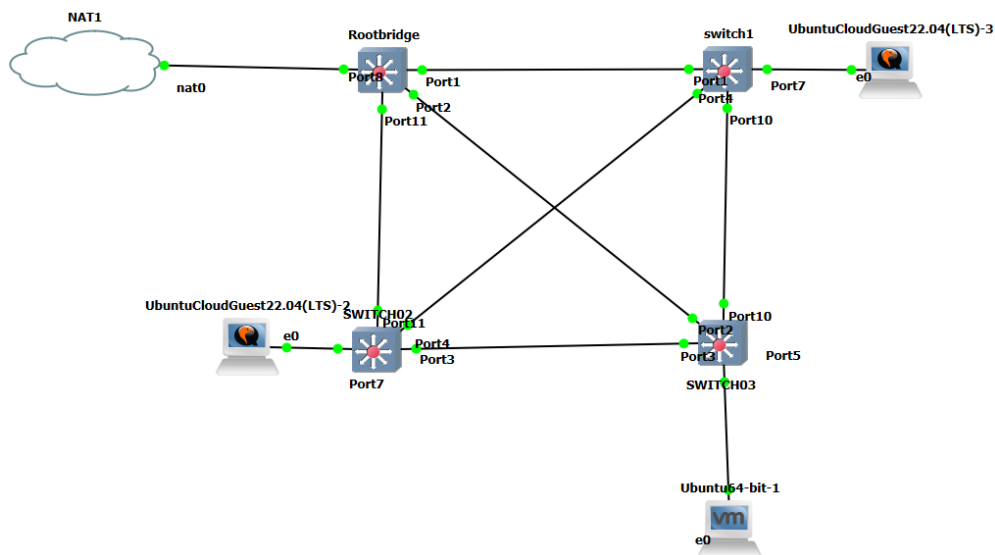 NAT1
nat0
Rootbridge
Port8
Port1
Port2
Port11
switch1
Port1
Port4
Port7
Port10
UbuntuCloudGuest22.04(LTS)-3
e0
UbuntuCloudGuest22.04(LTS)-2
e0
SWITCH02
Port11
Port4
Port3
Port7
Port10
Port2
Port3
Port5
SWITCH03
Ubuntu64-bit-1
vm
e0